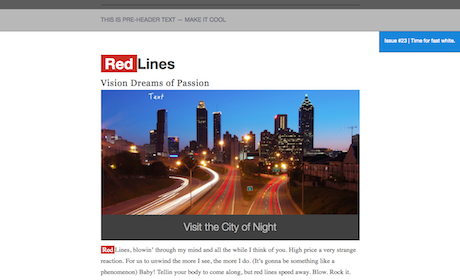 THIS IS PRE-HEADER TEXT — MAKE IT COOL
Issue #23 | Time for fast white.
Red Lines
Vision Dreams of Passion
Text
Visit the City of Night
Red Lines, blowin' through my mind and all the while I think of you. High price a very strange
reaction. For us to unwind the more I see, the more I do. (It's gonna be something like a
phenomenon) Baby! Tellin your body to come along, but red lines speed away. Blow. Rock it.